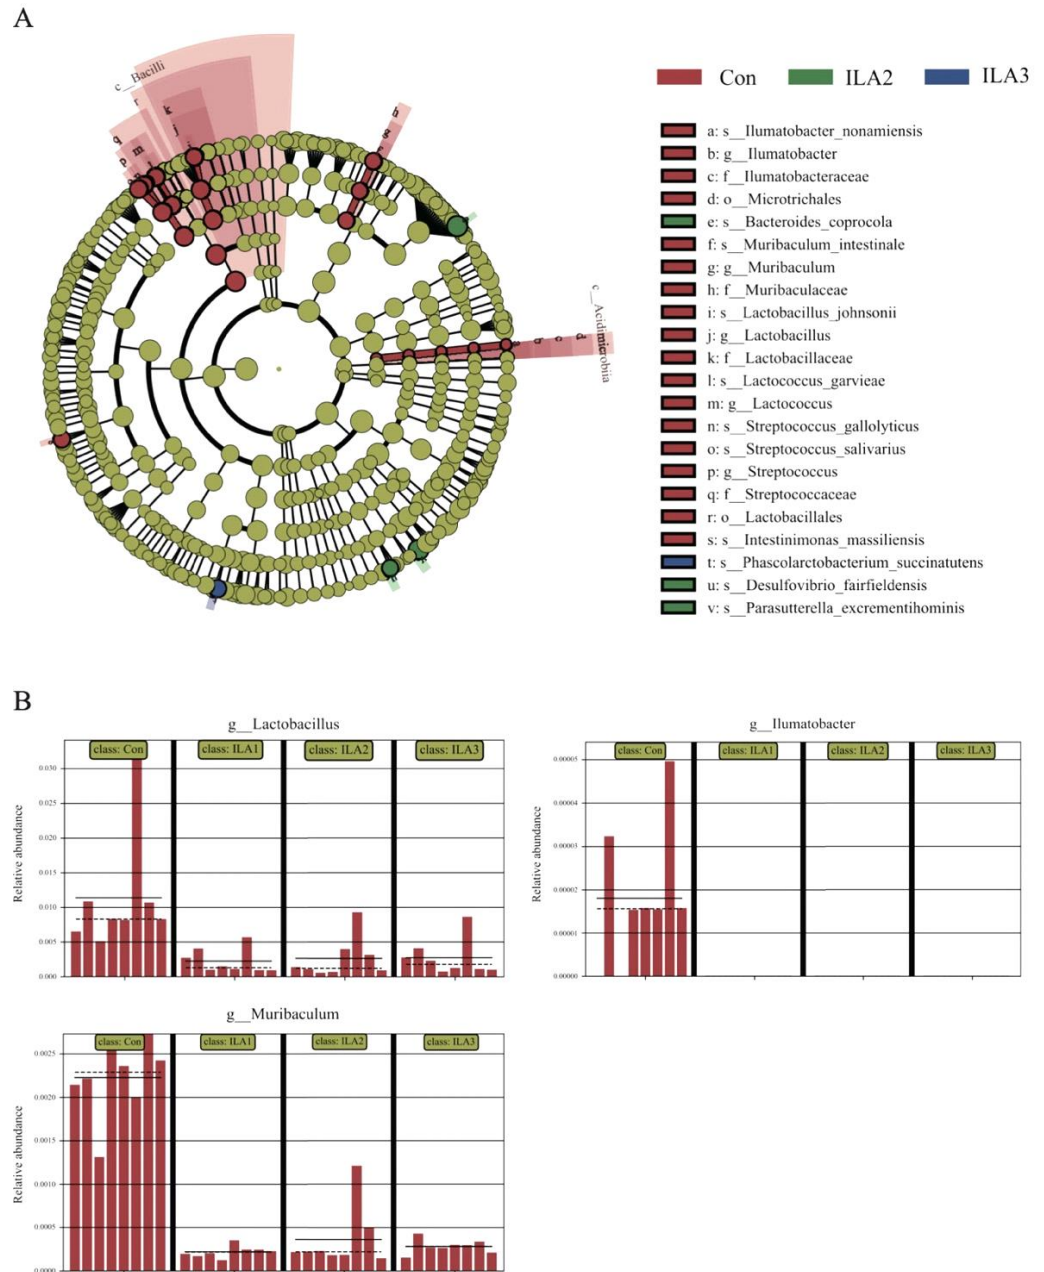 A
Con ILA2 ILA3
c__Bacilli
r
k
q
m
j
p
h
g
b c d
c__Acidimicrobiia
a: s__Ilumatobacter_nonamiensis
b: g__Ilumatobacter
c: f__Ilumatobacteraceae
d: o__Microtrichales
e: s__Bacteroides_coprocola
f: s__Muribaculum_intestinale
g: g__Muribaculum
h: f__Muribaculaceae
i: s__Lactobacillus_johnsonii
j: g__Lactobacillus
k: f__Lactobacillaceae
l: s__Lactococcus_garvieae
m: g__Lactococcus
n: s__Streptococcus_gallolyticus
o: s__Streptococcus_salivarius
p: g__Streptococcus
q: f__Streptococcaceae
r: o__Lactobacillales
s: s__Intestinimonas_massiliensis
t: s__Phascolarctobacterium_succinatutens
u: s__Desulfovibrio_fairfieldensis
v: s__Parasutterella_excrementihominis
B
g__Lactobacillus
class: Con class: ILA1 class: ILA2 class: ILA3
Relative abundance
0.030
0.025
0.020
0.015
0.010
0.005
0.000
g__Ilumatobacter
class: Con class: ILA1 class: ILA2 class: ILA3
Relative abundance
0.00005
0.00004
0.00003
0.00002
0.00001
0.00000
g__Muribaculum
class: Con class: ILA1 class: ILA2 class: ILA3
Relative abundance
0.0025
0.0020
0.0015
0.0010
0.0005
0.0000